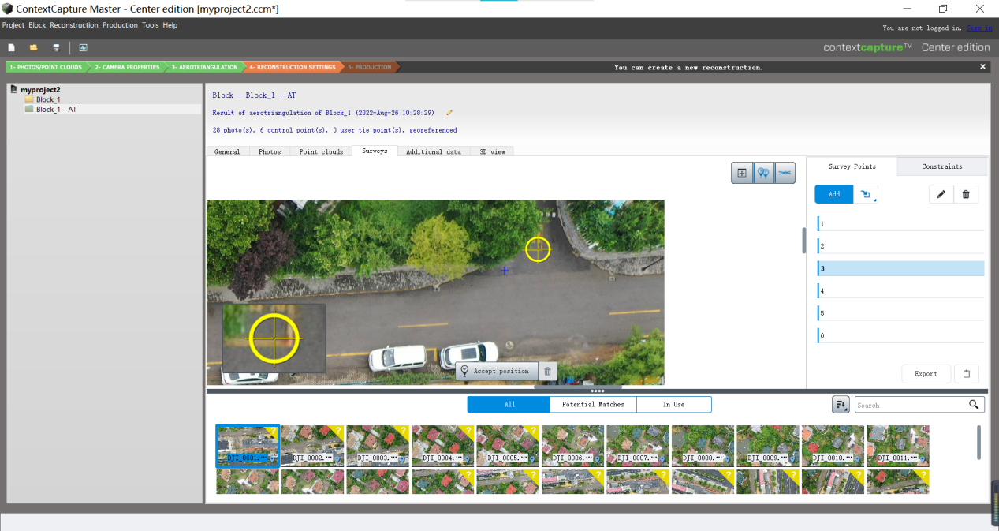 ContextCapture Master - Center edition [myproject2.ccm*]
Project Block Reconstruction Production Tools Help
You are not logged in. Sign in
contextcapture™ Center edition
1- PHOTOS/POINT CLOUDS 2- CAMERA PROPERTIES 3- AEROTRIANGULATION 4- RECONSTRUCTION SETTINGS 5- PRODUCTION
You can create a new reconstruction.
myproject2
Block_1
Block_1 - AT
Block - Block_1 - AT
Result of aerotriangulation of Block_1 (2022-Aug-26 10:28:29)
28 photo(s), 6 control point(s), 0 user tie point(s), georeferenced
General Photos Point clouds Surveys Additional data 3D view
Survey Points Constraints
Add
1
2
3
4
5
6
Accept position
Export
All Potential Matches In Use
Search
DJI_0001.... DJI_0002.... DJI_0003.... DJI_0004.... DJI_0005.... DJI_0006.... DJI_0007.... DJI_0008.... DJI_0009.... DJI_0010.... DJI_0011....